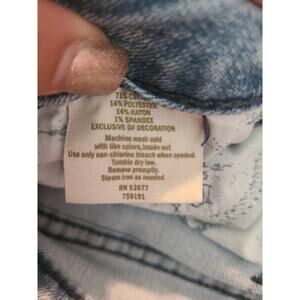 71% CO
14% POLYESTER
14% RAYON
1% SPANDEX
EXCLUSIVE OF DECORATION
Machine wash cold
with like colors,inside out.
Use only non-chlorine bleach when needed.
Tumble dry low.
Remove promptly.
Steam iron as needed.
RN 93677
759191